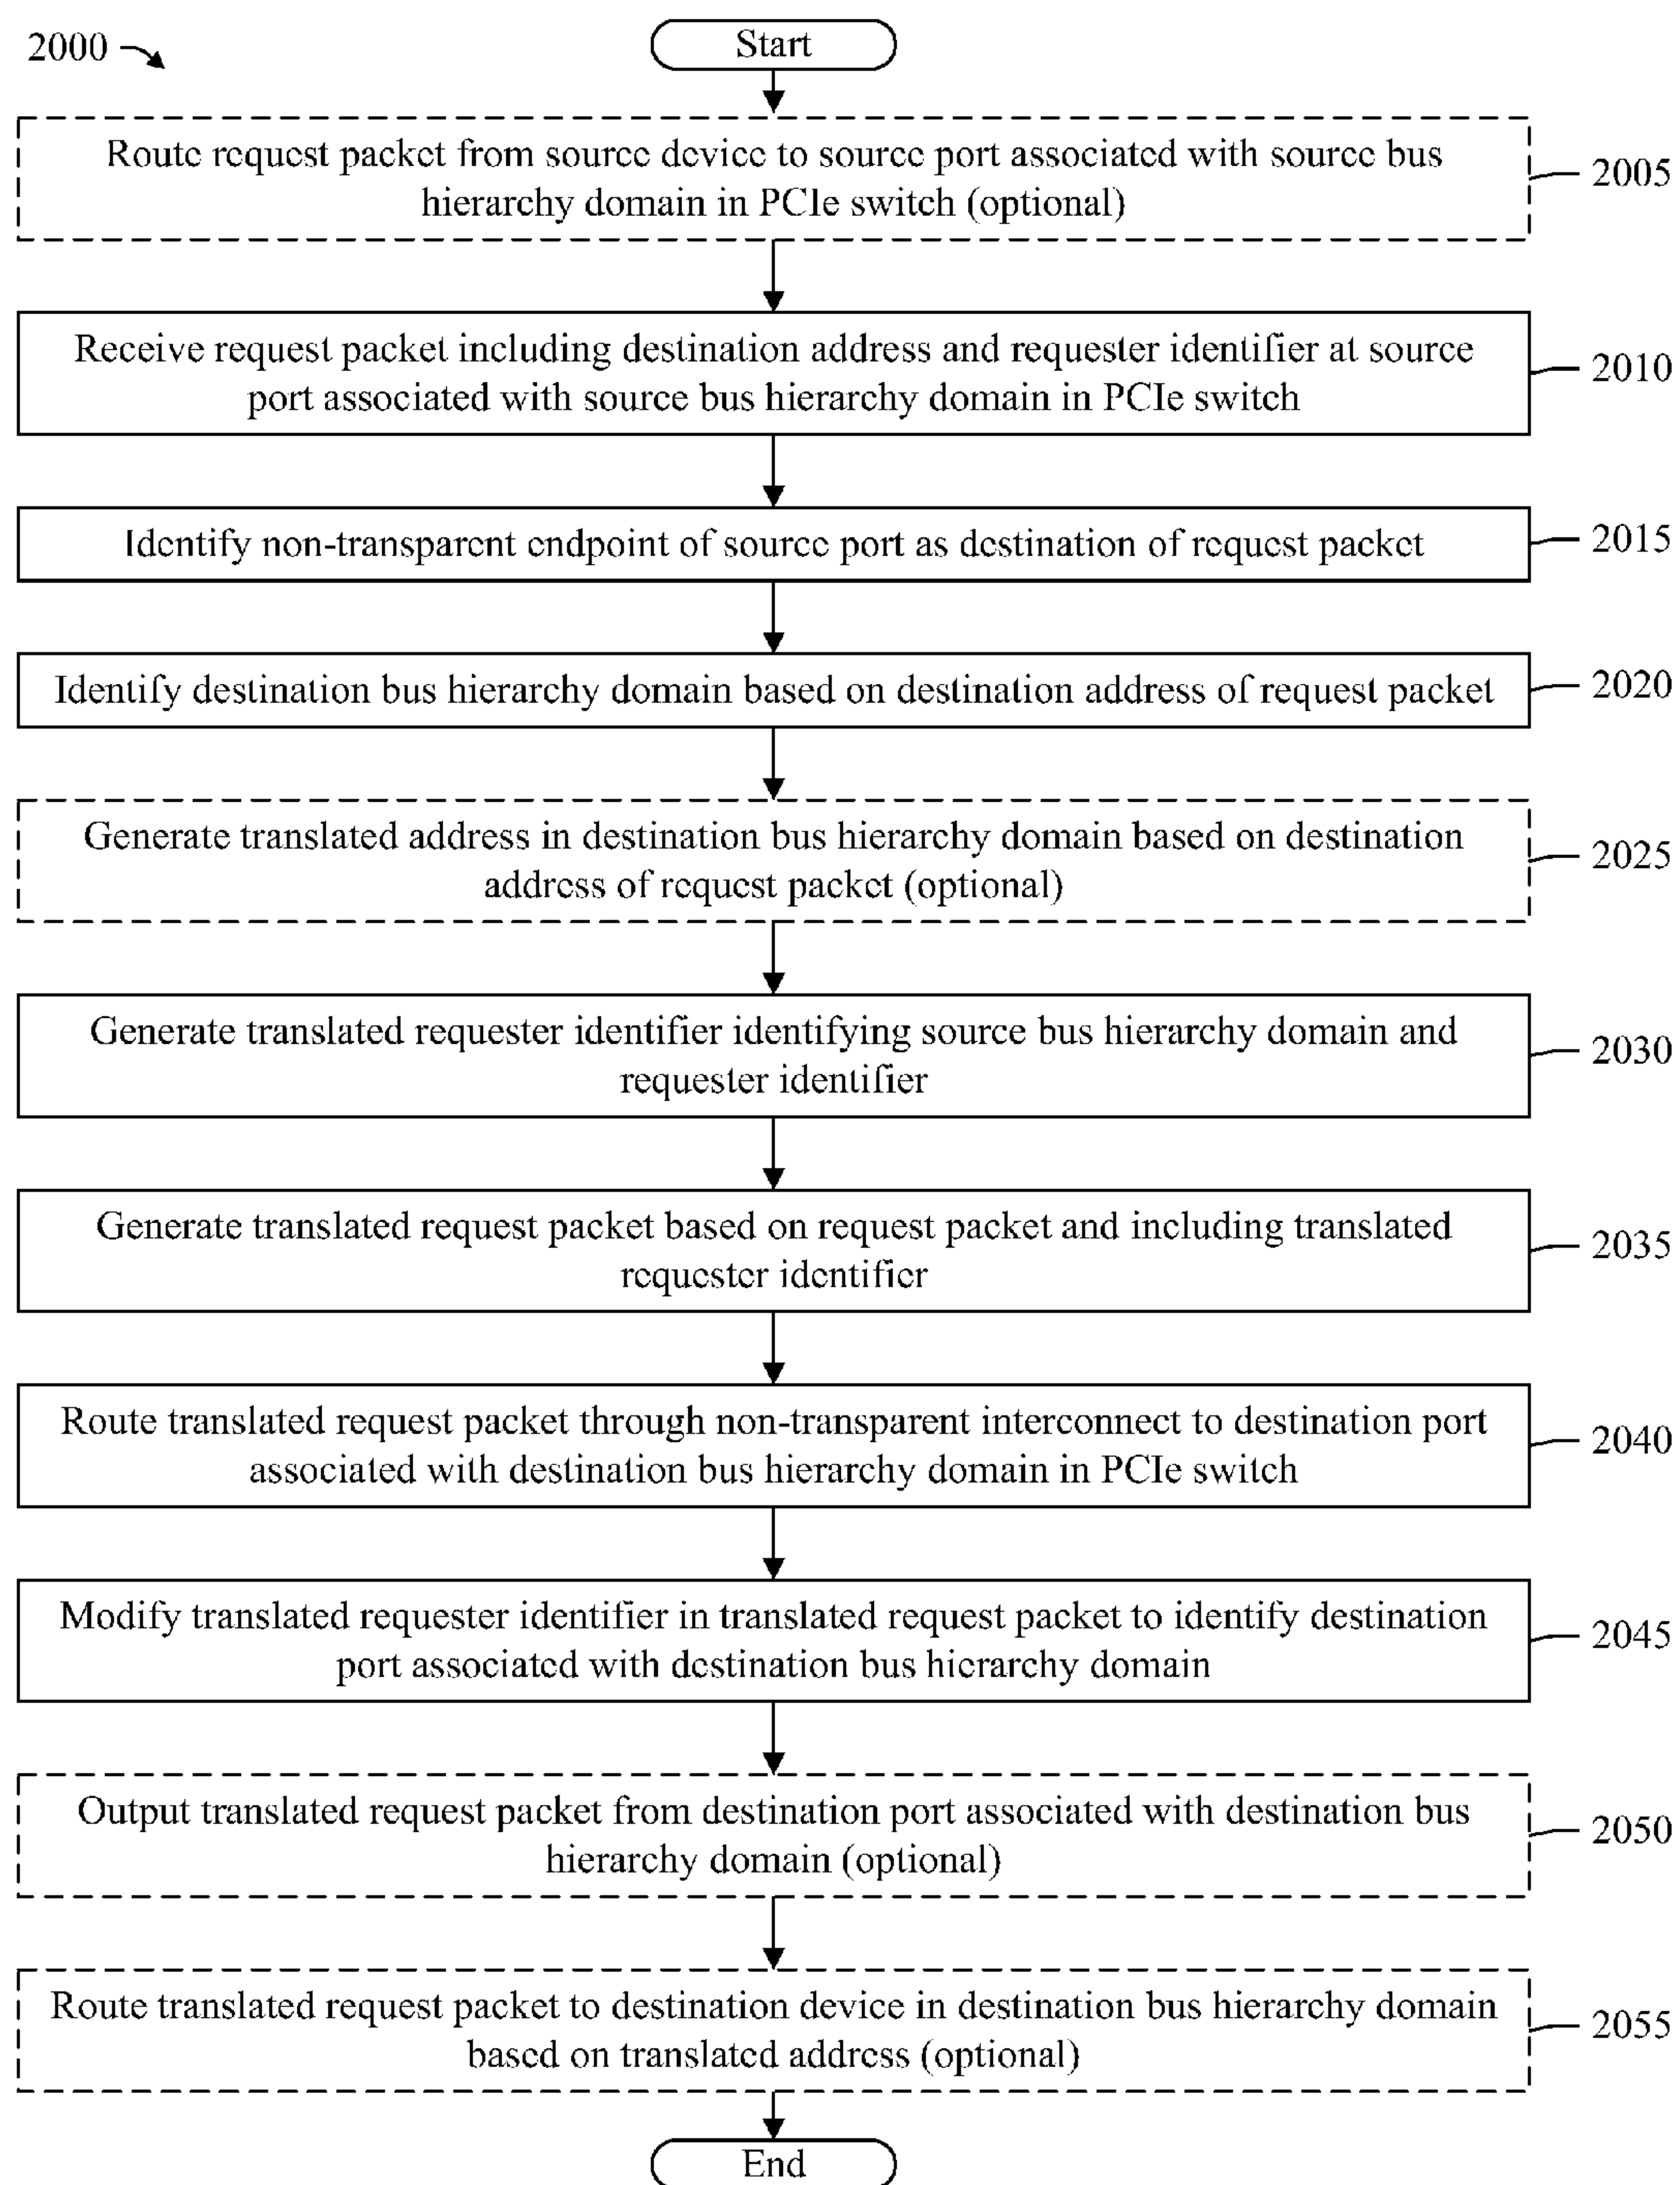 2000
Start
Route request packet from source device to source port associated with source bus
hierarchy domain in PCIe switch (optional)
2005
Receive request packet including destination address and requester identifier at source
port associated with source bus hierarchy domain in PCIe switch
2010
Identify non-transparent endpoint of source port as destination of request packet
2015
Identify destination bus hierarchy domain based on destination address of request packet
2020
Generate translated address in destination bus hierarchy domain based on destination
address of request packet (optional)
2025
Generate translated requester identifier identifying source bus hierarchy domain and
requester identifier
2030
Generate translated request packet based on request packet and including translated
requester identifier
2035
Route translated request packet through non-transparent interconnect to destination port
associated with destination bus hierarchy domain in PCIe switch
2040
Modify translated requester identifier in translated request packet to identify destination
port associated with destination bus hierarchy domain
2045
Output translated request packet from destination port associated with destination bus
hierarchy domain (optional)
2050
Route translated request packet to destination device in destination bus hierarchy domain
based on translated address (optional)
2055
End